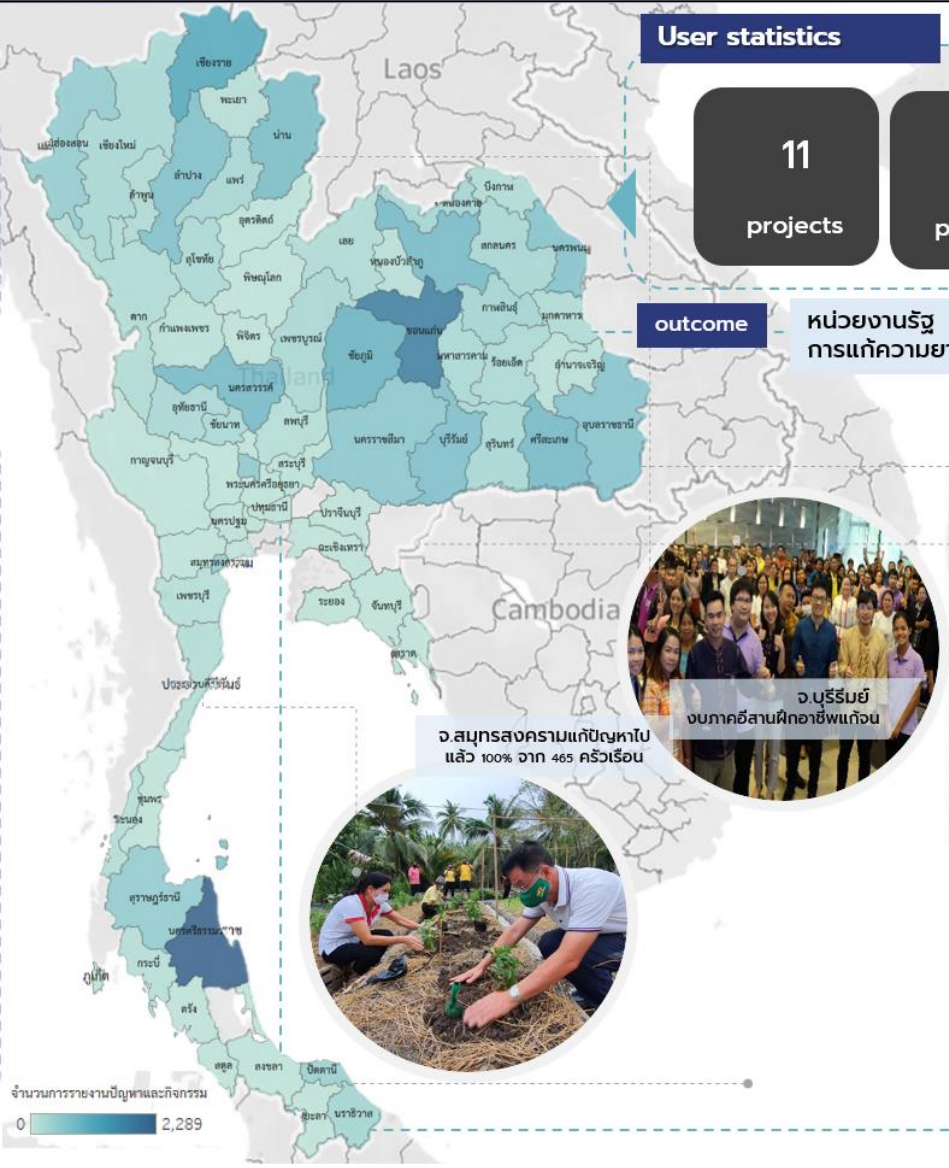 User statistics
11
projects
p
outcome
หน่วยงานรัฐ
การแก้ความยา
Laos
Thailand
Cambodia
เชียงราย
พะเยา
น่าน
เชียงใหม่
ลำปาง
แพร่
ลำพูน
อุตรดิตถ์
สุโขทัย
พิษณุโลก
ตาก
กำแพงเพชร
พิจิตร
เพชรบูรณ์
เลย
หนองบัวลำภู
บึงกาฬ
สกลนคร
นครพนม
ขอนแก่น
กาฬสินธุ์
มุกดาหาร
ชัยภูมิ
มหาสารคาม
ร้อยเอ็ด
อำนาจเจริญ
นครสวรรค์
อุทัยธานี
ชัยนาท
ลพบุรี
นครราชสีมา
บุรีรัมย์
สุรินทร์
ศรีสะเกษ
อุบลราชธานี
กาญจนบุรี
สระบุรี
พระนครศรีอยุธยา
ปทุมธานี
นครปฐม
ปราจีนบุรี
ฉะเชิงเทรา
สมุทรสงคราม
เพชรบุรี
ระยอง
จันทบุรี
ตราด
ประจวบคีรีขันธ์
จ.บุรีรีมย์
งบภาคอีสานฝึกอาชีพแก้จน
จ.สมุทรสงครามแก้ปัญหาไป
แล้ว 100% จาก 465 ครัวเรือน
ชุมพร
ระนอง
สุราษฎร์ธานี
นครศรีธรรมราช
กระบี่
ภูเก็ต
ตรัง
สตูล
สงขลา
ปัตตานี
ยะลา
นราธิวาส
จำนวนการรายงานปัญหาและกิจกรรม
0
2,289